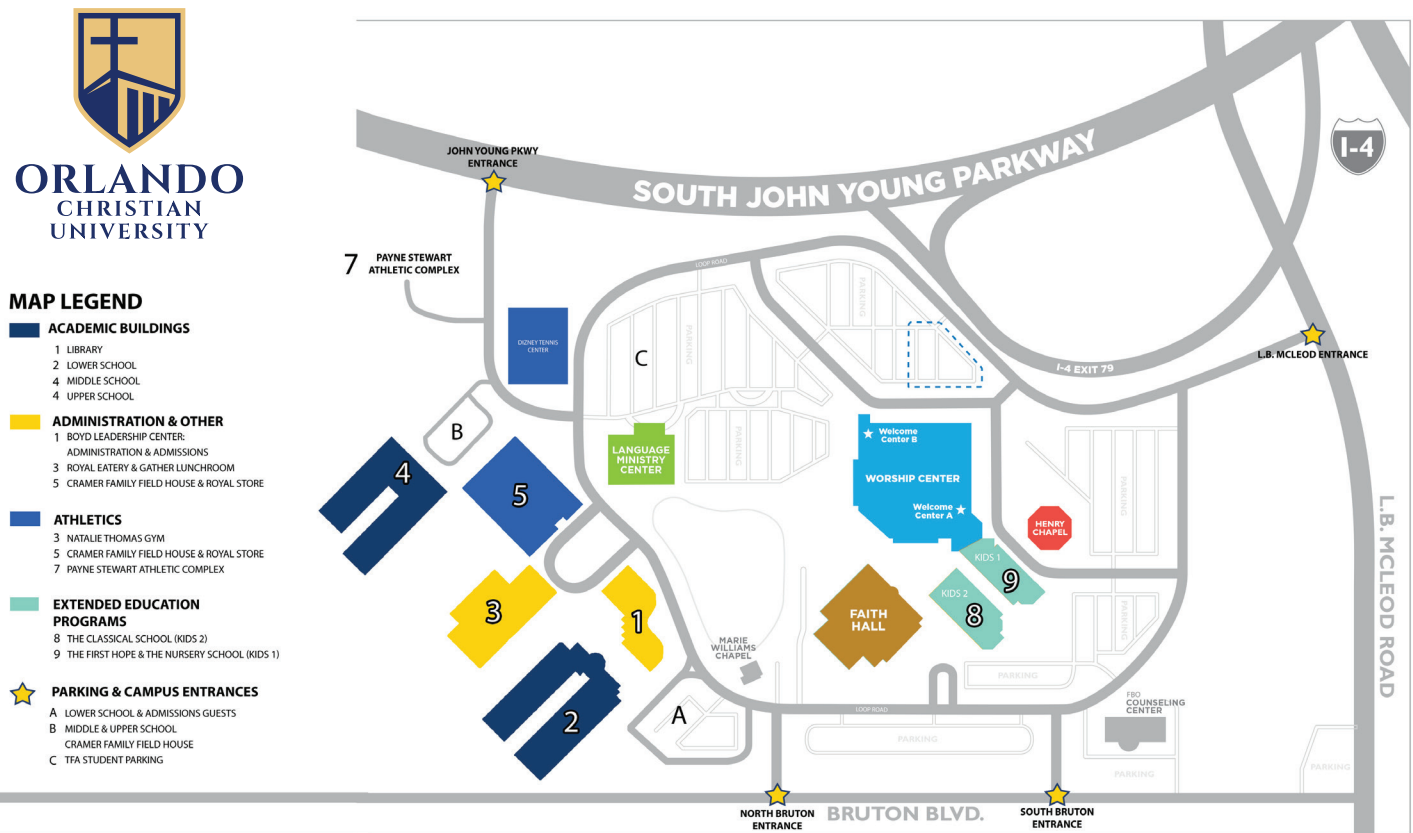 ORLANDO
CHRISTIAN
UNIVERSITY
MAP LEGEND
ACADEMIC BUILDINGS
1 LIBRARY
2 LOWER SCHOOL
4 MIDDLE SCHOOL
4 UPPER SCHOOL
ADMINISTRATION & OTHER
1 BOYD LEADERSHIP CENTER:
ADMINISTRATION & ADMISSIONS
3 ROYAL EATERY & GATHER LUNCHROOM
5 CRAMER FAMILY FIELD HOUSE & ROYAL STORE
ATHLETICS
3 NATALIE THOMAS GYM
5 CRAMER FAMILY FIELD HOUSE & ROYAL STORE
7 PAYNE STEWART ATHLETIC COMPLEX
EXTENDED EDUCATION
PROGRAMS
8 THE CLASSICAL SCHOOL (KIDS 2)
9 THE FIRST HOPE & THE NURSERY SCHOOL (KIDS 1)
PARKING & CAMPUS ENTRANCES
A LOWER SCHOOL & ADMISSIONS GUESTS
B MIDDLE & UPPER SCHOOL
CRAMER FAMILY FIELD HOUSE
C TFA STUDENT PARKING
JOHN YOUNG PKWY
ENTRANCE
SOUTH JOHN YOUNG PARKWAY
I-4
7 PAYNE STEWART
ATHLETIC COMPLEX
LOOP ROAD
PARKING
PARKING
DIZNEY TENNIS
CENTER
C
L.B. MCLEOD ENTRANCE
I-4 EXIT 79
B
PARKING
LANGUAGE
MINISTRY
CENTER
Welcome
Center B
WORSHIP CENTER
Welcome
Center A
4
5
PARKING
HENRY
CHAPEL
L.B. MCLEOD ROAD
KIDS 1
9
KIDS 2
8
3
1
FAITH
HALL
PARKING
MARIE
WILLIAMS
CHAPEL
PARKING
2
A
LOOP ROAD
FBO
COUNSELING
CENTER
PARKING
PARKING
PARKING
NORTH BRUTON
ENTRANCE
BRUTON BLVD.
SOUTH BRUTON
ENTRANCE